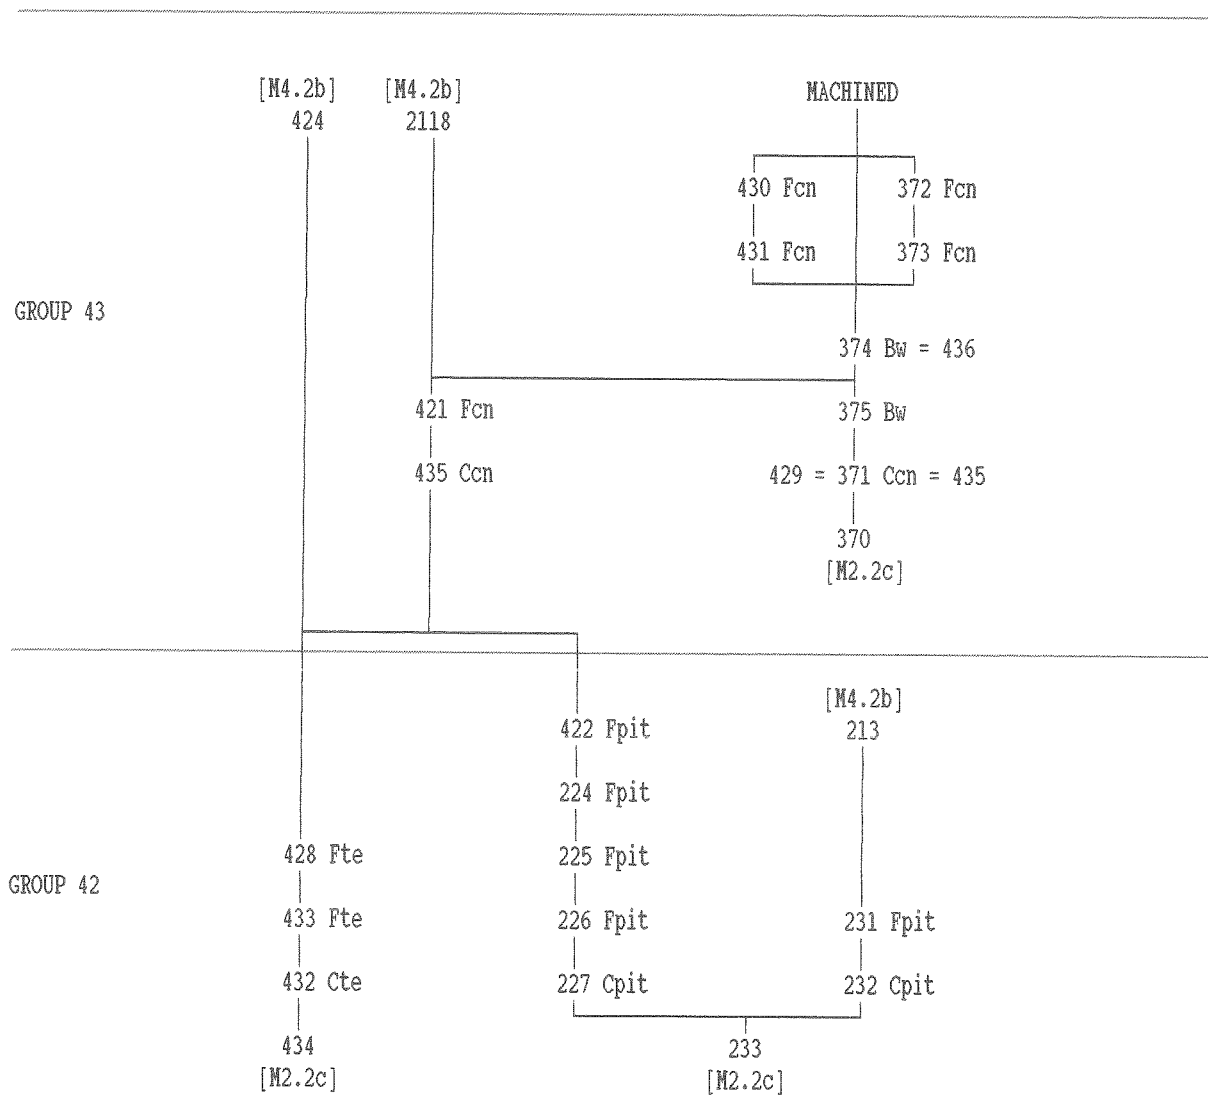 [M4.2b] [M4.2b] MACHINED
424 2118
430 Fcn 372 Fcn
431 Fcn 373 Fcn
GROUP 43
374 Bw = 436
421 Fcn 375 Bw
435 Ccn 429 = 371 Ccn = 435
370
[M2.2c]
[M4.2b]
422 Fpit 213
224 Fpit
428 Fte 225 Fpit
GROUP 42
433 Fte 226 Fpit 231 Fpit
432 Cte 227 Cpit 232 Cpit
434 233
[M2.2c] [M2.2c]